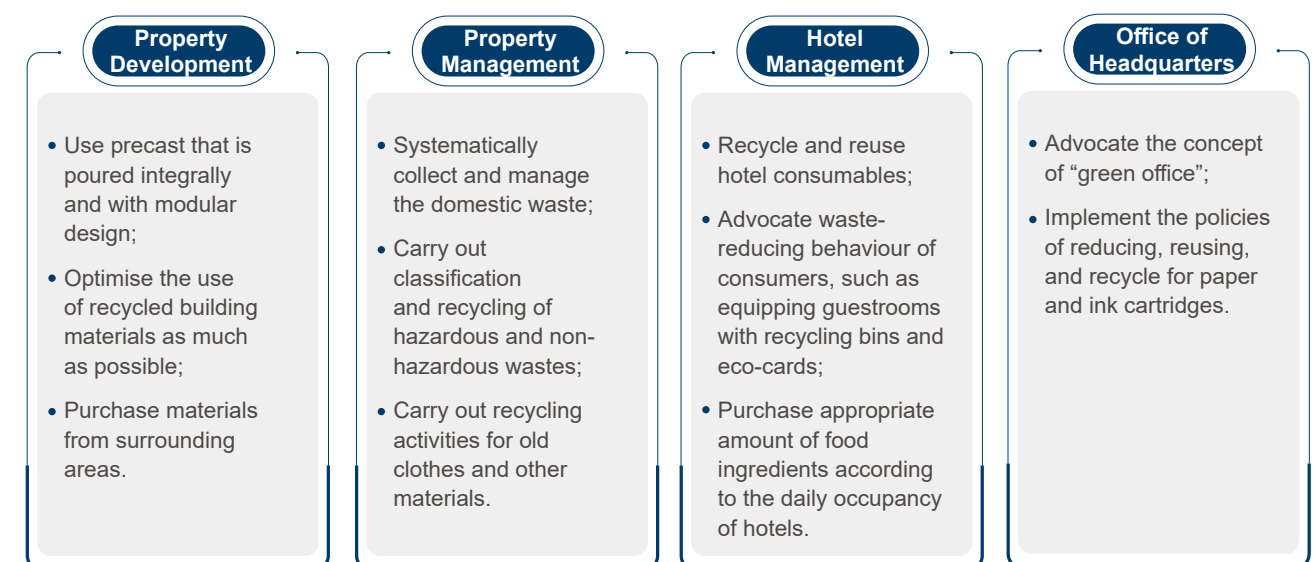 Property
Development
• Use precast that is
poured integrally
and with modular
design;
• Optimise the use
of recycled building
materials as much
as possible;
• Purchase materials
from surrounding
areas.
Property
Management
• Systematically
collect and manage
the domestic waste;
• Carry out
classification
and recycling of
hazardous and non-
hazardous wastes;
• Carry out recycling
activities for old
clothes and other
materials.
Hotel
Management
• Recycle and reuse
hotel consumables;
• Advocate waste-
reducing behaviour of
consumers, such as
equipping guestrooms
with recycling bins and
eco-cards;
• Purchase appropriate
amount of food
ingredients according
to the daily occupancy
of hotels.
Office of
Headquarters
• Advocate the concept
of “green office”;
• Implement the policies
of reducing, reusing,
and recycle for paper
and ink cartridges.